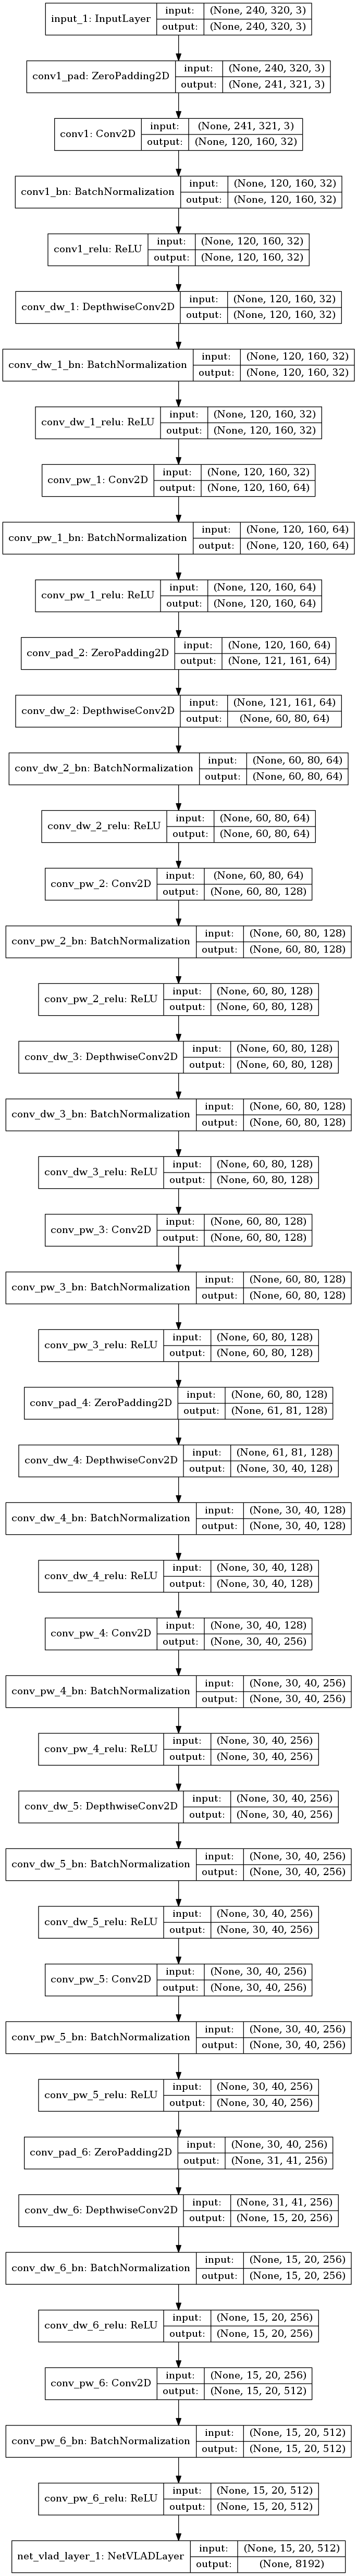 input_1: InputLayer input: (None, 240, 320, 3)
output: (None, 240, 320, 3)
conv1_pad: ZeroPadding2D input: (None, 240, 320, 3)
output: (None, 241, 321, 3)
conv1: Conv2D input: (None, 241, 321, 3)
output: (None, 120, 160, 32)
conv1_bn: BatchNormalization input: (None, 120, 160, 32)
output: (None, 120, 160, 32)
conv1_relu: ReLU input: (None, 120, 160, 32)
output: (None, 120, 160, 32)
conv_dw_1: DepthwiseConv2D input: (None, 120, 160, 32)
output: (None, 120, 160, 32)
conv_dw_1_bn: BatchNormalization input: (None, 120, 160, 32)
output: (None, 120, 160, 32)
conv_dw_1_relu: ReLU input: (None, 120, 160, 32)
output: (None, 120, 160, 32)
conv_pw_1: Conv2D input: (None, 120, 160, 32)
output: (None, 120, 160, 64)
conv_pw_1_bn: BatchNormalization input: (None, 120, 160, 64)
output: (None, 120, 160, 64)
conv_pw_1_relu: ReLU input: (None, 120, 160, 64)
output: (None, 120, 160, 64)
conv_pad_2: ZeroPadding2D input: (None, 120, 160, 64)
output: (None, 121, 161, 64)
conv_dw_2: DepthwiseConv2D input: (None, 121, 161, 64)
output: (None, 60, 80, 64)
conv_dw_2_bn: BatchNormalization input: (None, 60, 80, 64)
output: (None, 60, 80, 64)
conv_dw_2_relu: ReLU input: (None, 60, 80, 64)
output: (None, 60, 80, 64)
conv_pw_2: Conv2D input: (None, 60, 80, 64)
output: (None, 60, 80, 128)
conv_pw_2_bn: BatchNormalization input: (None, 60, 80, 128)
output: (None, 60, 80, 128)
conv_pw_2_relu: ReLU input: (None, 60, 80, 128)
output: (None, 60, 80, 128)
conv_dw_3: DepthwiseConv2D input: (None, 60, 80, 128)
output: (None, 60, 80, 128)
conv_dw_3_bn: BatchNormalization input: (None, 60, 80, 128)
output: (None, 60, 80, 128)
conv_dw_3_relu: ReLU input: (None, 60, 80, 128)
output: (None, 60, 80, 128)
conv_pw_3: Conv2D input: (None, 60, 80, 128)
output: (None, 60, 80, 128)
conv_pw_3_bn: BatchNormalization input: (None, 60, 80, 128)
output: (None, 60, 80, 128)
conv_pw_3_relu: ReLU input: (None, 60, 80, 128)
output: (None, 60, 80, 128)
conv_pad_4: ZeroPadding2D input: (None, 60, 80, 128)
output: (None, 61, 81, 128)
conv_dw_4: DepthwiseConv2D input: (None, 61, 81, 128)
output: (None, 30, 40, 128)
conv_dw_4_bn: BatchNormalization input: (None, 30, 40, 128)
output: (None, 30, 40, 128)
conv_dw_4_relu: ReLU input: (None, 30, 40, 128)
output: (None, 30, 40, 128)
conv_pw_4: Conv2D input: (None, 30, 40, 128)
output: (None, 30, 40, 256)
conv_pw_4_bn: BatchNormalization input: (None, 30, 40, 256)
output: (None, 30, 40, 256)
conv_pw_4_relu: ReLU input: (None, 30, 40, 256)
output: (None, 30, 40, 256)
conv_dw_5: DepthwiseConv2D input: (None, 30, 40, 256)
output: (None, 30, 40, 256)
conv_dw_5_bn: BatchNormalization input: (None, 30, 40, 256)
output: (None, 30, 40, 256)
conv_dw_5_relu: ReLU input: (None, 30, 40, 256)
output: (None, 30, 40, 256)
conv_pw_5: Conv2D input: (None, 30, 40, 256)
output: (None, 30, 40, 256)
conv_pw_5_bn: BatchNormalization input: (None, 30, 40, 256)
output: (None, 30, 40, 256)
conv_pw_5_relu: ReLU input: (None, 30, 40, 256)
output: (None, 30, 40, 256)
conv_pad_6: ZeroPadding2D input: (None, 30, 40, 256)
output: (None, 31, 41, 256)
conv_dw_6: DepthwiseConv2D input: (None, 31, 41, 256)
output: (None, 15, 20, 256)
conv_dw_6_bn: BatchNormalization input: (None, 15, 20, 256)
output: (None, 15, 20, 256)
conv_dw_6_relu: ReLU input: (None, 15, 20, 256)
output: (None, 15, 20, 256)
conv_pw_6: Conv2D input: (None, 15, 20, 256)
output: (None, 15, 20, 512)
conv_pw_6_bn: BatchNormalization input: (None, 15, 20, 512)
output: (None, 15, 20, 512)
conv_pw_6_relu: ReLU input: (None, 15, 20, 512)
output: (None, 15, 20, 512)
net_vlad_layer_1: NetVLADLayer input: (None, 15, 20, 512)
output: (None, 8192)